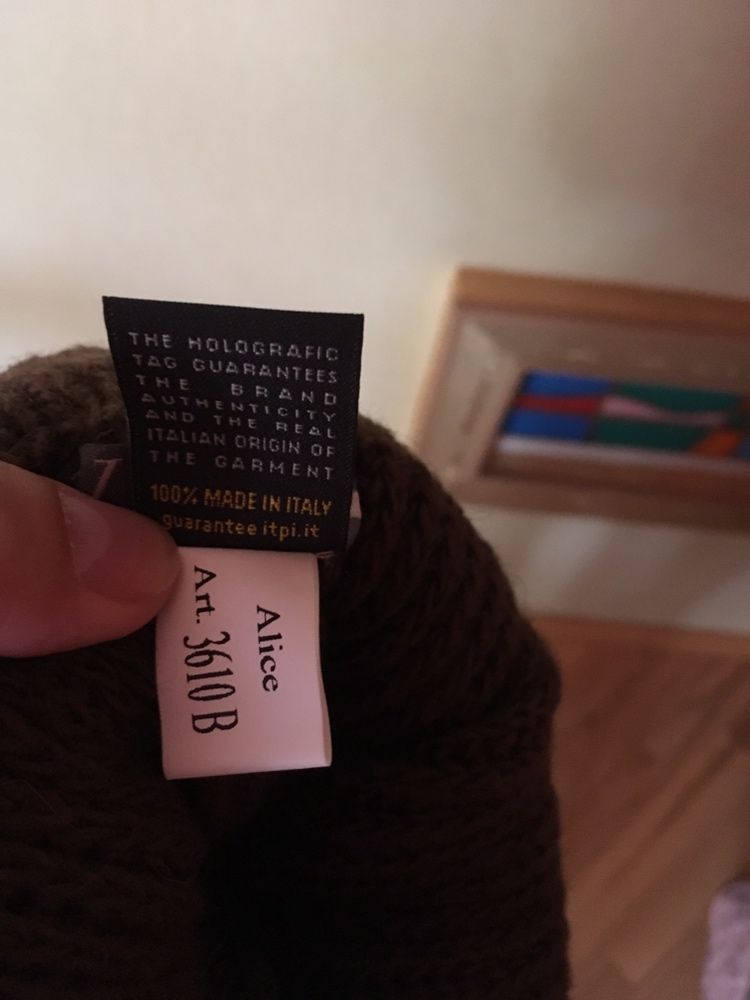 THE HOLOGRAFIC
TAG GUARANTEES
THE BRAND
AUTHENTICITY
AND THE REAL
ITALIAN ORIGIN OF
THE GARMENT
100% MADE IN ITALY
guarantee itpi.it
Alice
Art. 3610 B